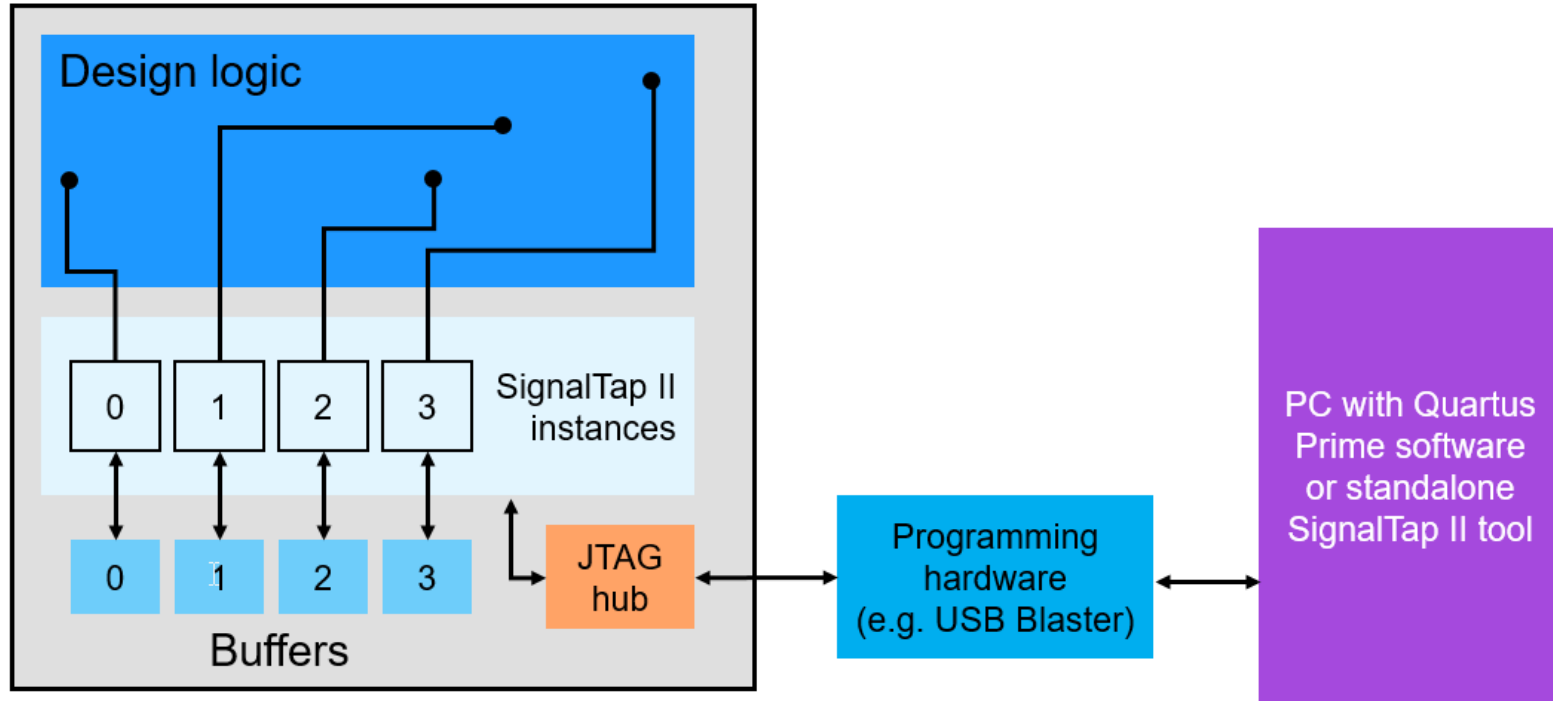 Design logic
0
1
2
3
SignalTap II
instances
0
1
2
3
JTAG
hub
Buffers
Programming
hardware
(e.g. USB Blaster)
PC with Quartus
Prime software
or standalone
SignalTap II tool